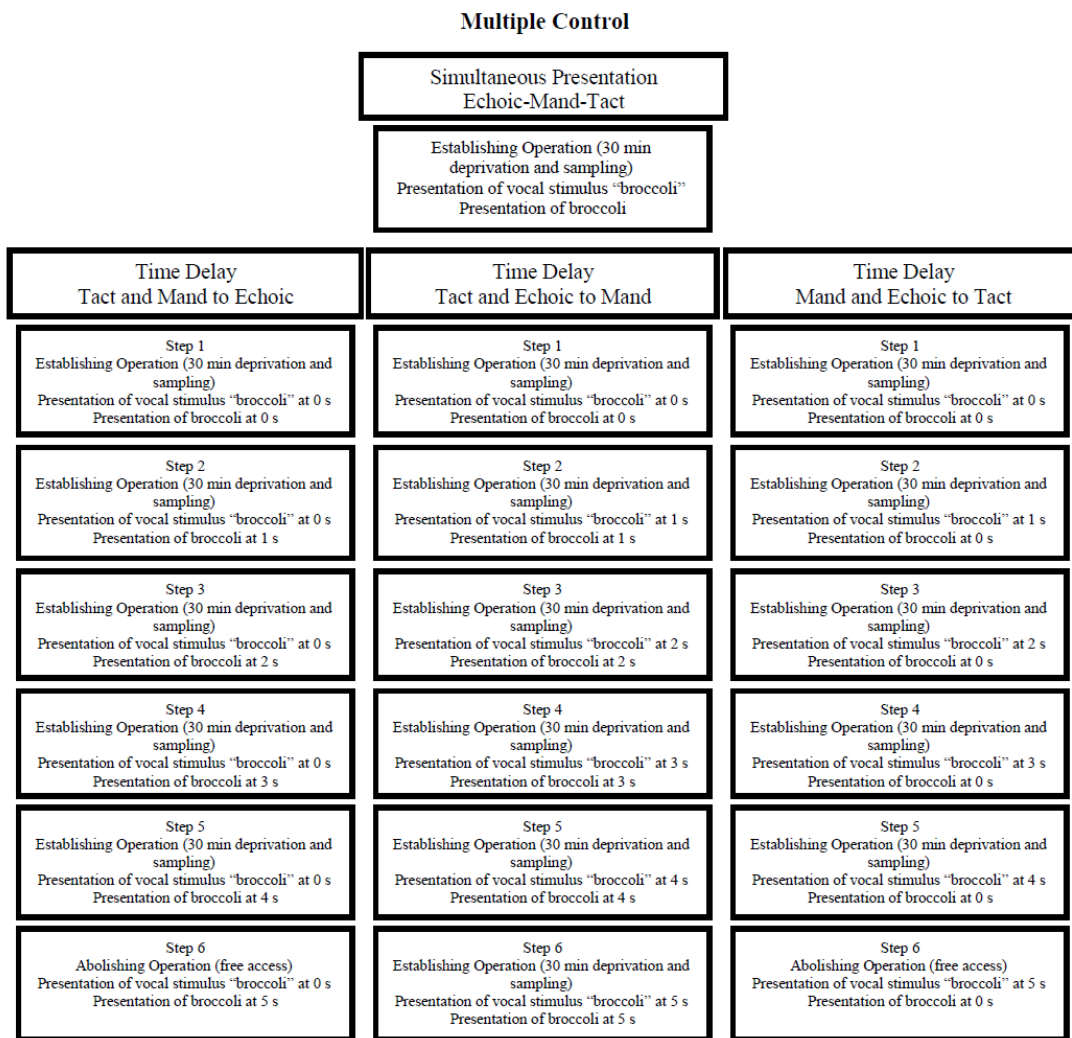 Multiple Control
Simultaneous Presentation
Echoic-Mand-Tact
Establishing Operation (30 min
deprivation and sampling)
Presentation of vocal stimulus “broccoli”
Presentation of broccoli
Time Delay
Tact and Mand to Echoic
Step 1
Establishing Operation (30 min deprivation and
sampling)
Presentation of vocal stimulus “broccoli” at 0 s
Presentation of broccoli at 0 s
Step 2
Establishing Operation (30 min deprivation and
sampling)
Presentation of vocal stimulus “broccoli” at 0 s
Presentation of broccoli at 1 s
Step 3
Establishing Operation (30 min deprivation and
sampling)
Presentation of vocal stimulus “broccoli” at 0 s
Presentation of broccoli at 2 s
Step 4
Establishing Operation (30 min deprivation and
sampling)
Presentation of vocal stimulus “broccoli” at 0 s
Presentation of broccoli at 3 s
Step 5
Establishing Operation (30 min deprivation and
sampling)
Presentation of vocal stimulus “broccoli” at 0 s
Presentation of broccoli at 4 s
Step 6
Abolishing Operation (free access)
Presentation of vocal stimulus “broccoli” at 0 s
Presentation of broccoli at 5 s
Time Delay
Tact and Echoic to Mand
Step 1
Establishing Operation (30 min deprivation and
sampling)
Presentation of vocal stimulus “broccoli” at 0 s
Presentation of broccoli at 0 s
Step 2
Establishing Operation (30 min deprivation and
sampling)
Presentation of vocal stimulus “broccoli” at 1 s
Presentation of broccoli at 1 s
Step 3
Establishing Operation (30 min deprivation and
sampling)
Presentation of vocal stimulus “broccoli” at 2 s
Presentation of broccoli at 2 s
Step 4
Establishing Operation (30 min deprivation and
sampling)
Presentation of vocal stimulus “broccoli” at 3 s
Presentation of broccoli at 3 s
Step 5
Establishing Operation (30 min deprivation and
sampling)
Presentation of vocal stimulus “broccoli” at 4 s
Presentation of broccoli at 4 s
Step 6
Establishing Operation (30 min deprivation and
sampling)
Presentation of vocal stimulus “broccoli” at 5 s
Presentation of broccoli at 5 s
Time Delay
Mand and Echoic to Tact
Step 1
Establishing Operation (30 min deprivation and
sampling)
Presentation of vocal stimulus “broccoli” at 0 s
Presentation of broccoli at 0 s
Step 2
Establishing Operation (30 min deprivation and
sampling)
Presentation of vocal stimulus “broccoli” at 1 s
Presentation of broccoli at 0 s
Step 3
Establishing Operation (30 min deprivation and
sampling)
Presentation of vocal stimulus “broccoli” at 2 s
Presentation of broccoli at 0 s
Step 4
Establishing Operation (30 min deprivation and
sampling)
Presentation of vocal stimulus “broccoli” at 3 s
Presentation of broccoli at 0 s
Step 5
Establishing Operation (30 min deprivation and
sampling)
Presentation of vocal stimulus “broccoli” at 4 s
Presentation of broccoli at 0 s
Step 6
Abolishing Operation (free access)
Presentation of vocal stimulus “broccoli” at 5 s
Presentation of broccoli at 0 s